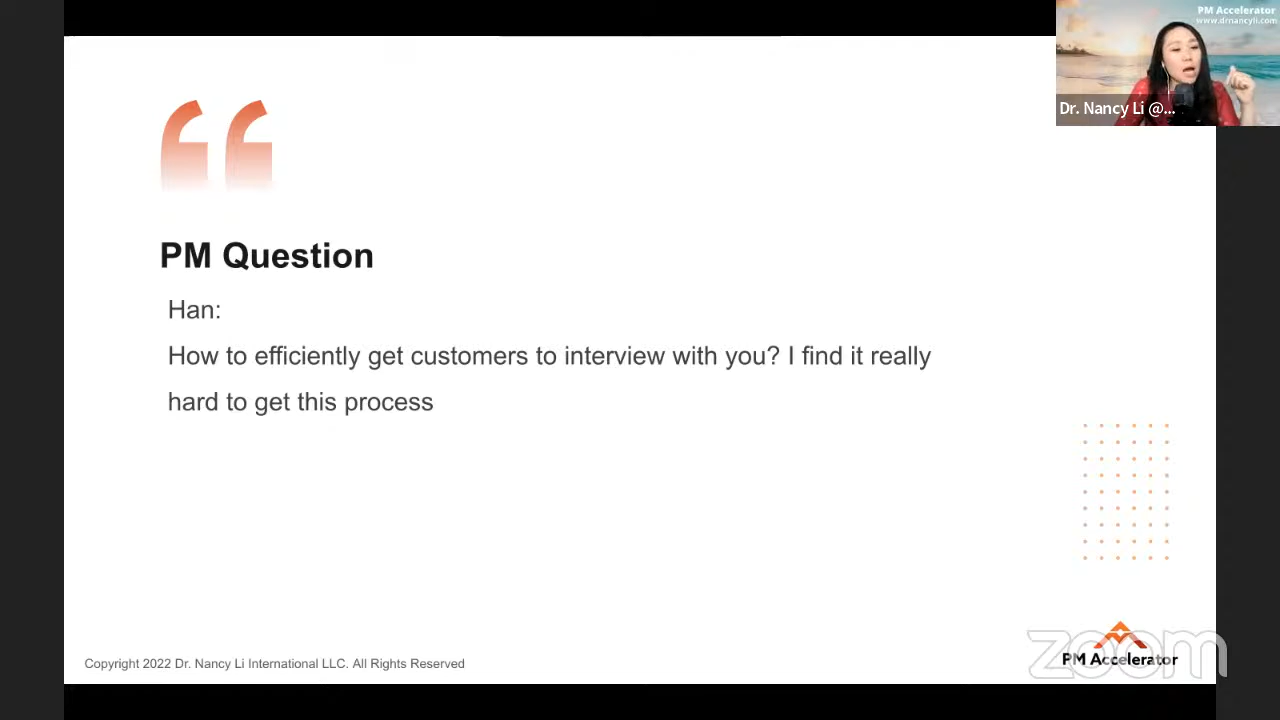 PM Accelerator
www.drnancyli.com
Dr. Nancy Li @...
PM Question
Han:
How to efficiently get customers to interview with you? I find it really
hard to get this process
Copyright 2022 Dr. Nancy Li International LLC. All Rights Reserved
PM Accelerator
zoom